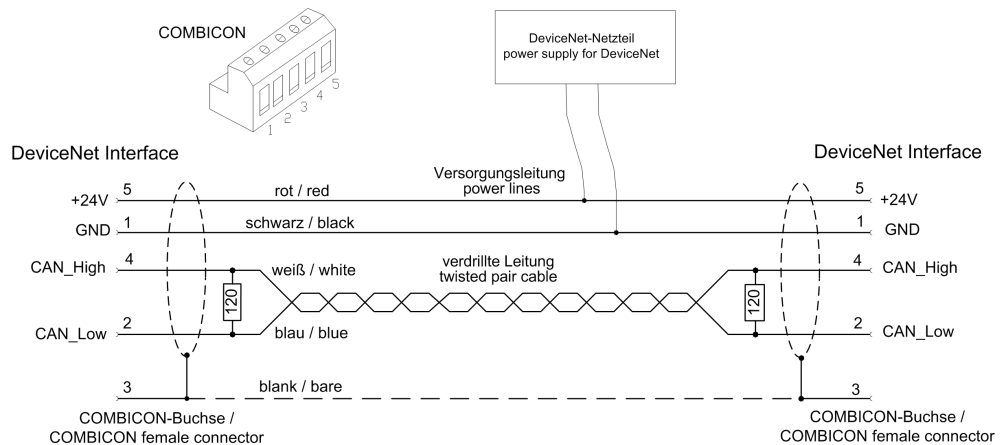 COMBICON
1 2 3 4 5
DeviceNet-Netzteil
power supply for DeviceNet
DeviceNet Interface
DeviceNet Interface
Versorgungsleitung
power lines
+24V 5 rot / red 5 +24V
GND 1 schwarz / black 1 GND
CAN_High 4 weiß / white 4 CAN_High
verdrillte Leitung
twisted pair cable
120 120
CAN_Low 2 blau / blue 2 CAN_Low
3 blank / bare 3
COMBICON-Buchse /
COMBICON female connector
COMBICON-Buchse /
COMBICON female connector